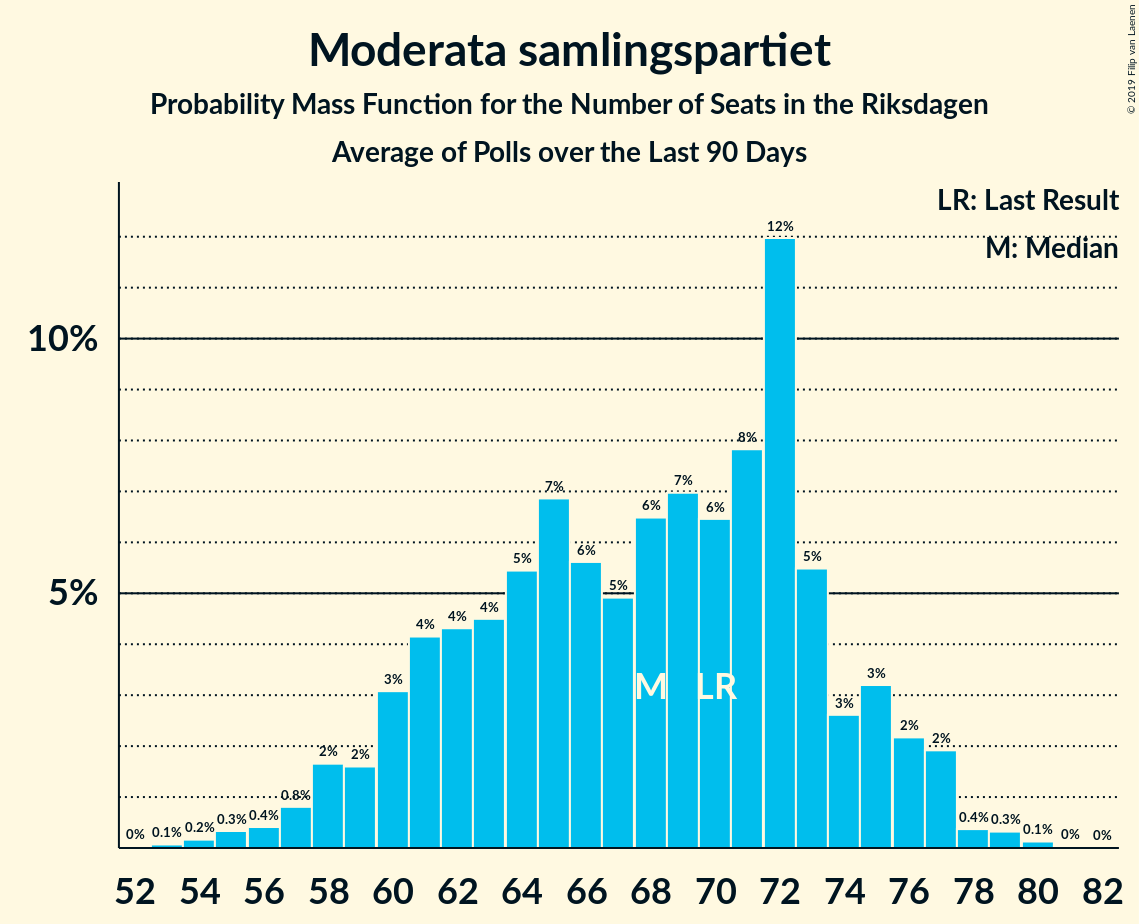 Moderata samlingspartiet
Probability Mass Function for the Number of Seats in the Riksdagen
Average of Polls over the Last 90 Days
© 2019 Filip van Laenen
LR: Last Result
M: Median
10%
5%
0% 0.1% 0.2% 0.3% 0.4% 0.8% 2% 2% 3% 4% 4% 4% 5% 7% 6% 5% 6% 7% 6% 8% 12% 5% 3% 3% 2% 2% 0.4% 0.3% 0.1% 0% 0%
M LR
52 54 56 58 60 62 64 66 68 70 72 74 76 78 80 82